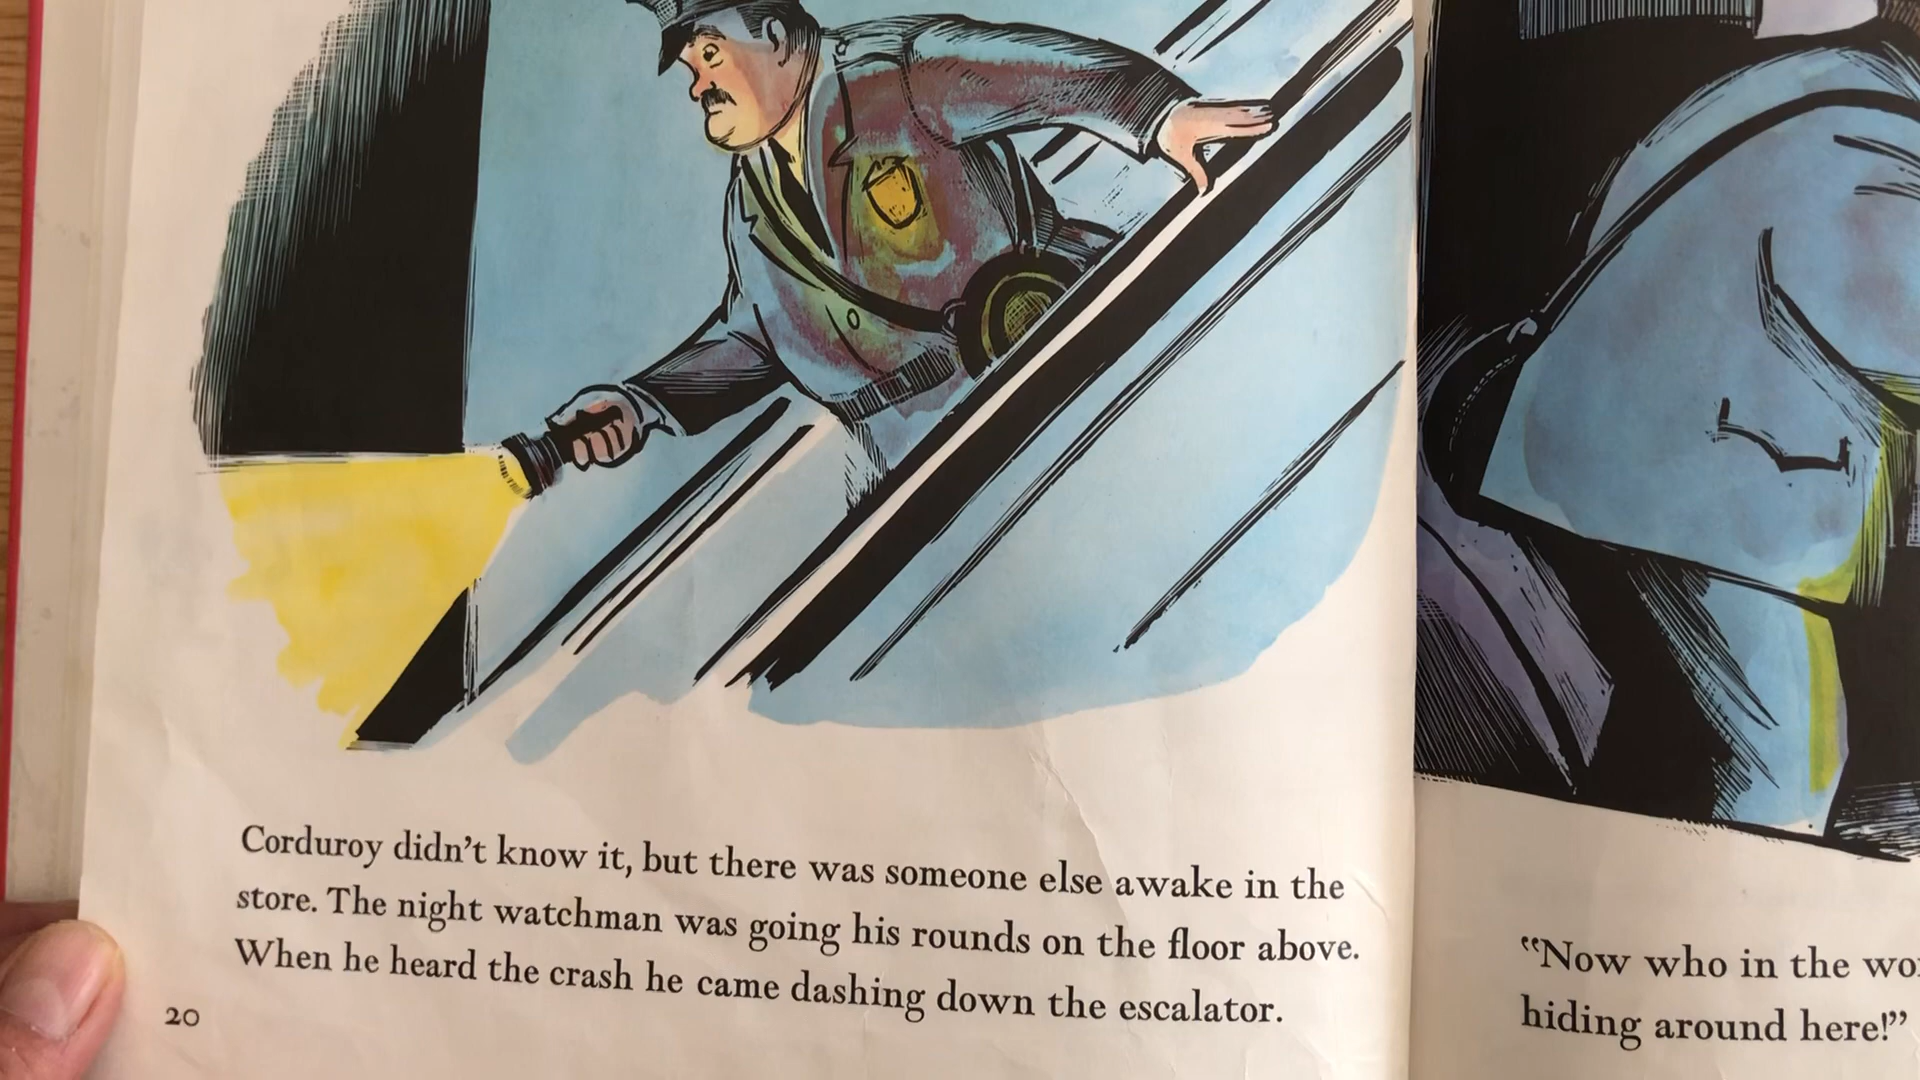 Corduroy didn't know it, but there was someone else awake in the
store. The night watchman was going his rounds on the floor above.
When he heard the crash he came dashing down the escalator.
20
“Now who in the
hiding around here!”